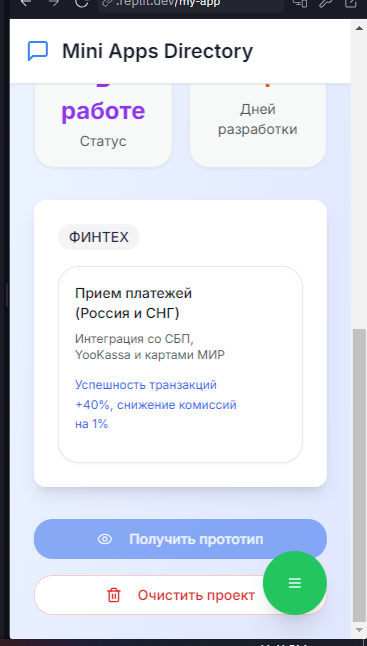 .replit.dev/my-app
Mini Apps Directory
работе
Статус
Дней
разработки
ФИНТЕХ
Прием платежей
(Россия и СНГ)
Интеграция со СБП,
YooKassa и картами МИР
Успешность транзакций
+40%, снижение комиссий
на 1%
Получить прототип
Очистить проект